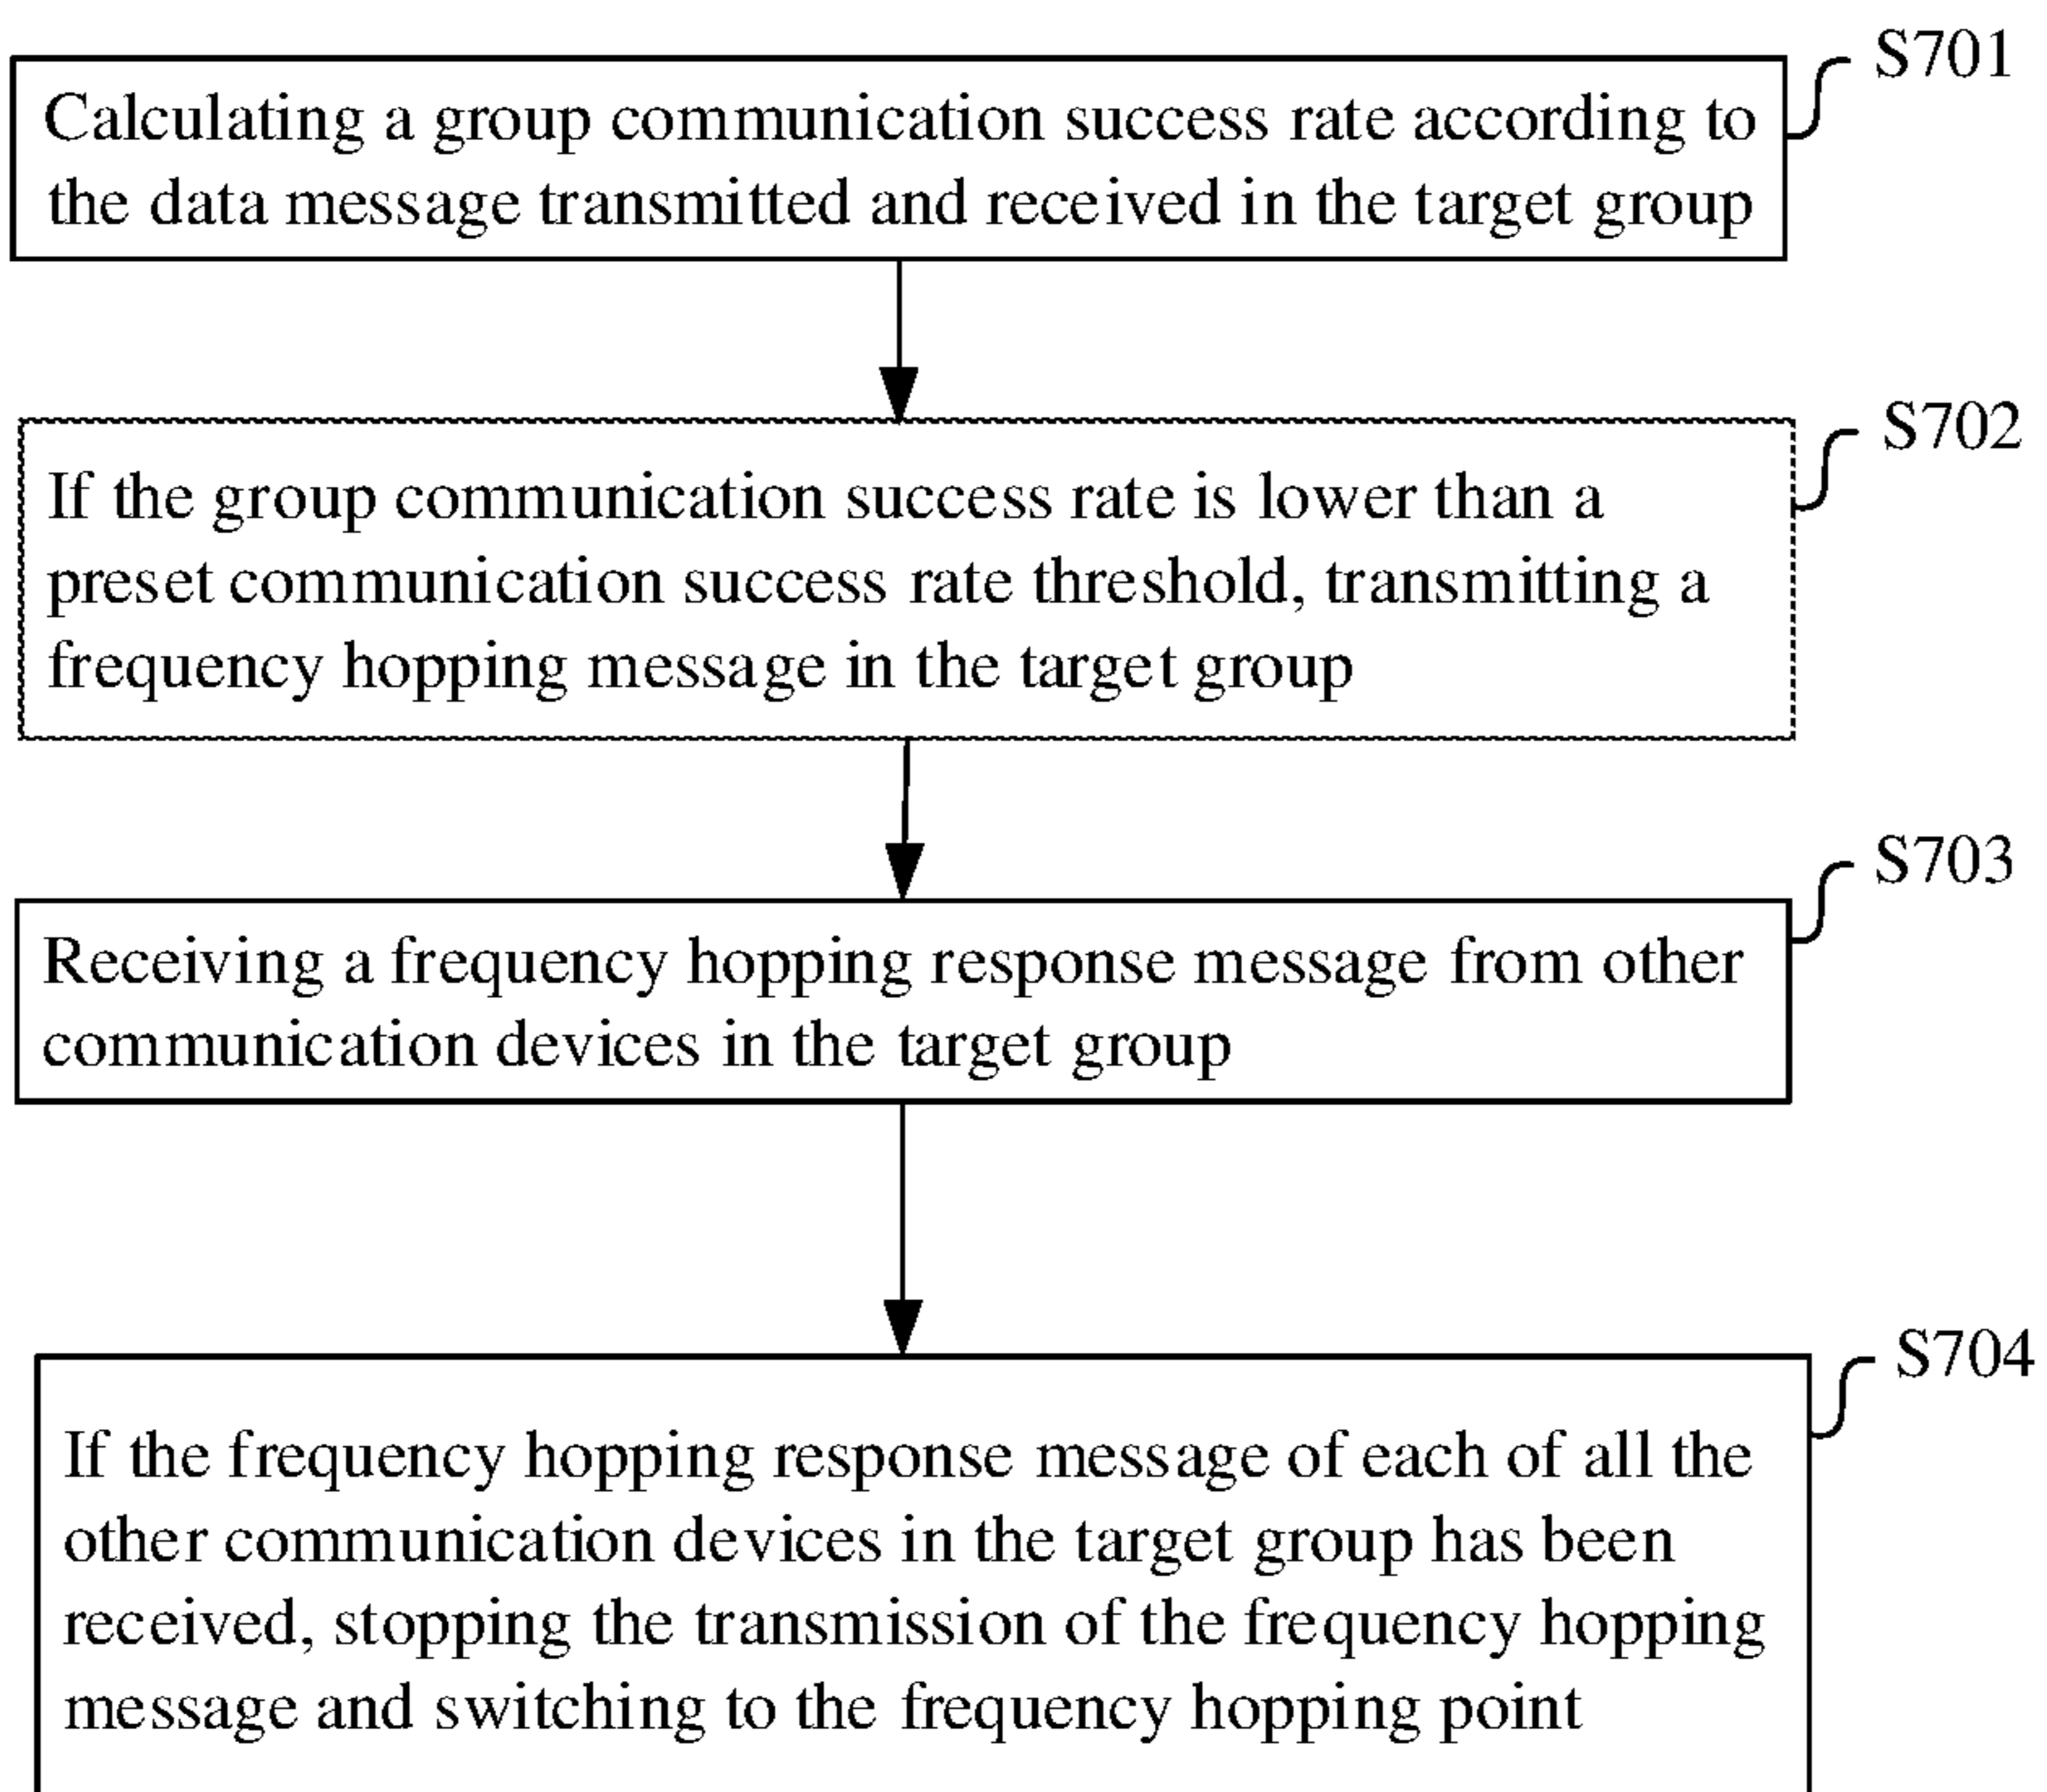 S701
Calculating a group communication success rate according to
the data message transmitted and received in the target group
S702
If the group communication success rate is lower than a
preset communication success rate threshold, transmitting a
frequency hopping message in the target group
S703
Receiving a frequency hopping response message from other
communication devices in the target group
S704
If the frequency hopping response message of each of all the
other communication devices in the target group has been
received, stopping the transmission of the frequency hopping
message and switching to the frequency hopping point